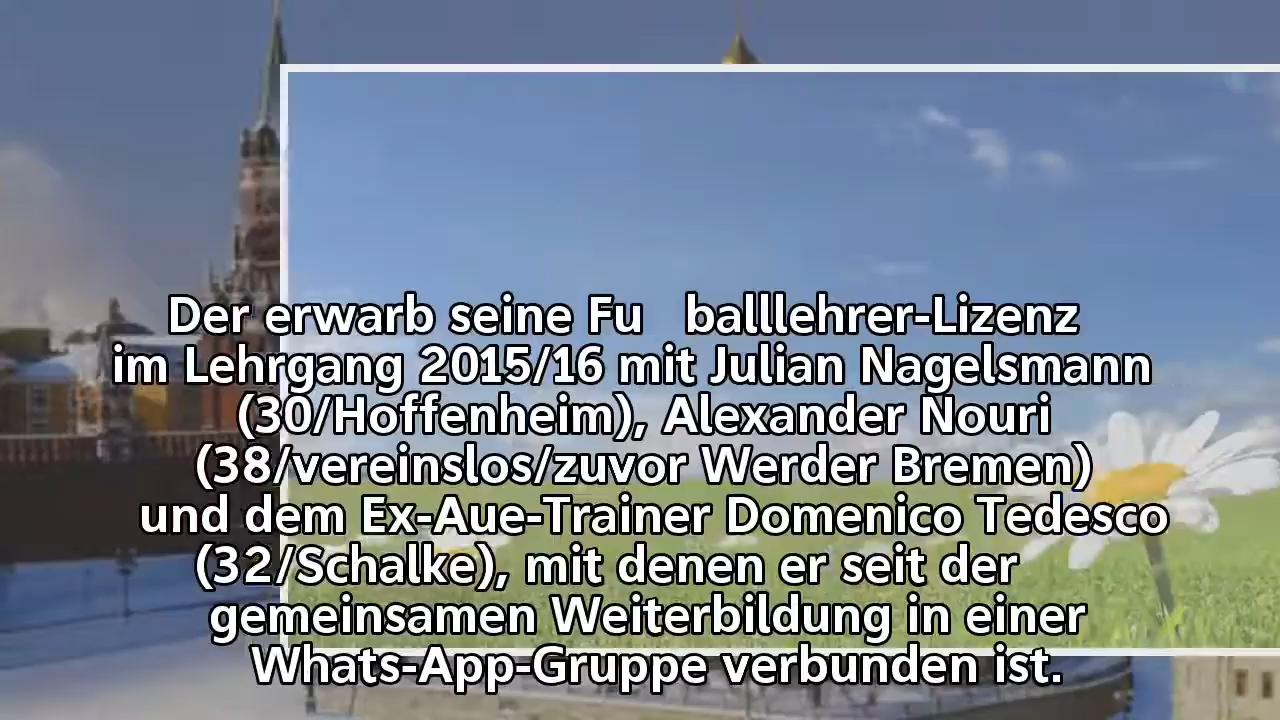 Der erwarb seine Fu balllehrer-Lizenz
im Lehrgang 2015/16 mit Julian Nagelsmann
(30/Hoffenheim), Alexander Nouri
(38/vereinslos/zuvor Werder Bremen)
und dem Ex-Aue-Trainer Domenico Tedesco
(32/Schalke), mit denen er seit der
gemeinsamen Weiterbildung in einer
Whats-App-Gruppe verbunden ist.